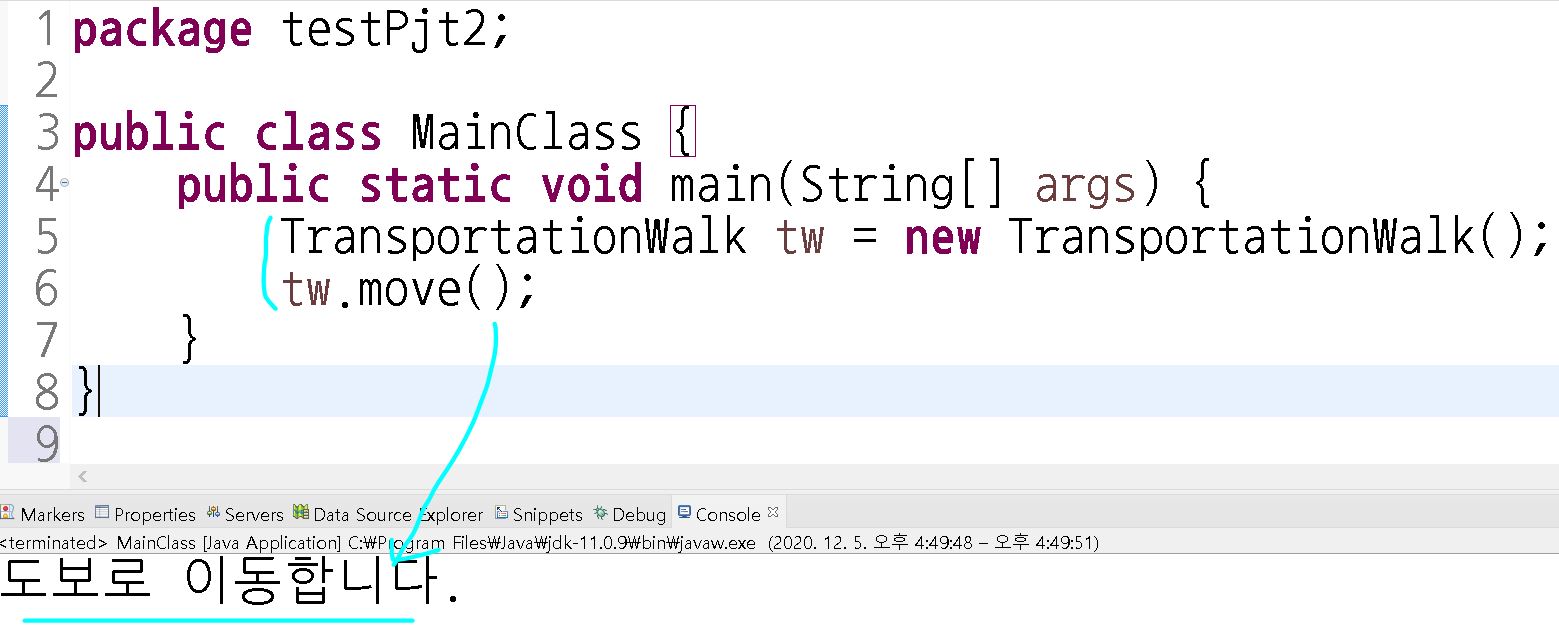 1 package testPjt2;
2
3 public class MainClass {
4 public static void main(String[] args) {
5 TransportationWalk tw = new TransportationWalk();
6 tw.move();
7 }
8 }
9
Markers Properties Servers Data Source Explorer Snippets Debug Console
<terminated> MainClass [Java Application] C:₩Program Files₩Java₩jdk-11.0.9₩bin₩javaw.exe (2020. 12. 5. 오후 4:49:48 – 오후 4:49:51)
도보로 이동합니다.